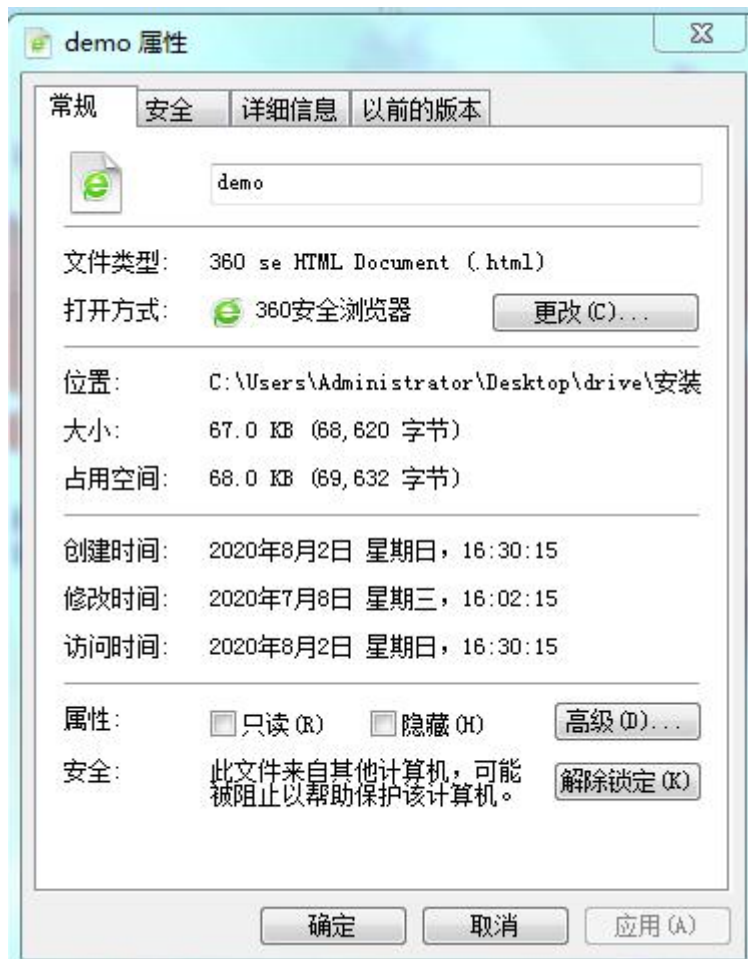 demo 属性
常规 安全 详细信息 以前的版本
demo
文件类型: 360 se HTML Document (.html)
打开方式: 360安全浏览器 更改(C)...
位置: C:\Users\Administrator\Desktop\drive\安装
大小: 67.0 KB (68,620 字节)
占用空间: 68.0 KB (69,632 字节)
创建时间: 2020年8月2日 星期日，16:30:15
修改时间: 2020年7月8日 星期三，16:02:15
访问时间: 2020年8月2日 星期日，16:30:15
属性: 只读(R) 隐藏(H) 高级(D)...
安全: 此文件来自其他计算机，可能 解除锁定(K)
被阻止以帮助保护该计算机。
确定 取消 应用(A)